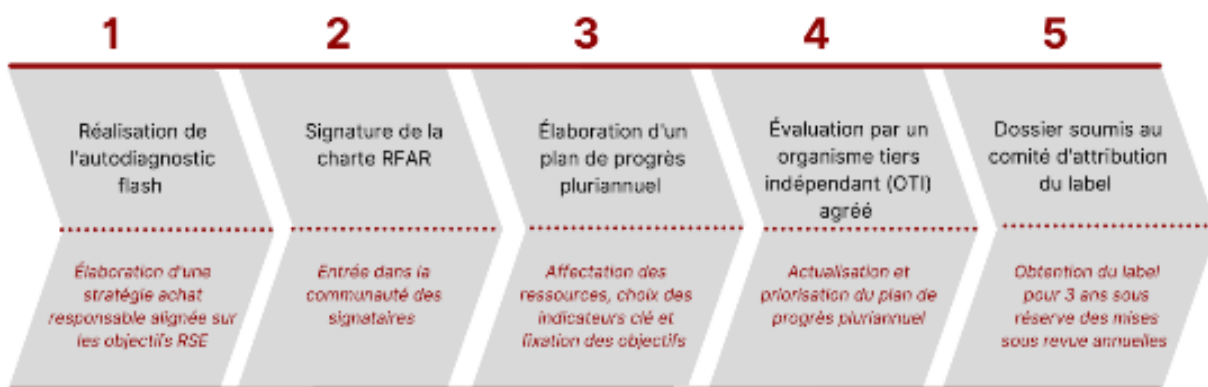 1
Réalisation de
l'autodiagnostic
flash
Élaboration d'une
stratégie achat
responsable alignée sur
les objectifs RSE
2
Signature de la
charte RFAR
Entrée dans la
communauté des
signataires
3
Élaboration d'un
plan de progrès
pluriannuel
Affectation des
ressources, choix des
indicateurs clé et
fixation des objectifs
4
Évaluation par un
organisme tiers
indépendant (OTI)
agréé
Actualisation et
priorisation du plan de
progrès pluriannuel
5
Dossier soumis au
comité d'attribution
du label
Obtention du label
pour 3 ans sous
réserve des mises
sous revue annuelles